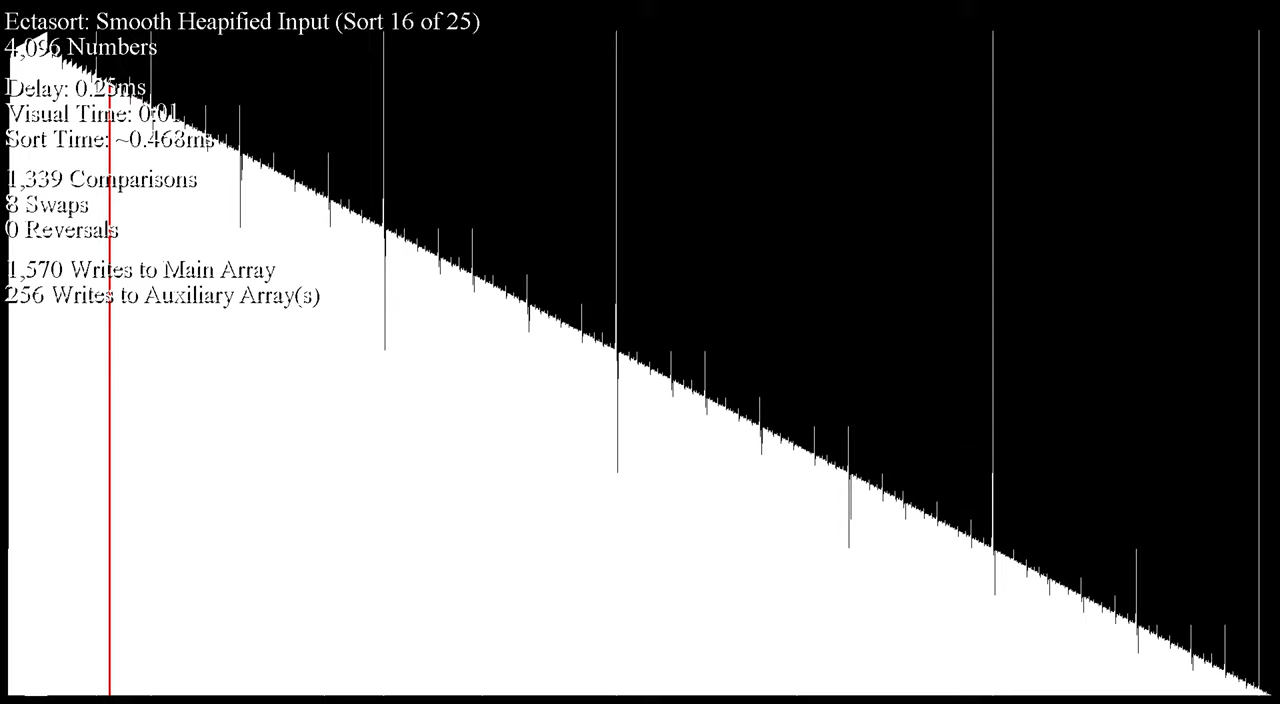 Ectasort: Smooth Heapified Input (Sort 16 of 25)
4,096 Numbers
Delay: 0.25ms
Visual Time: 0:01
Sort Time: ~0.468ms
1,339 Comparisons
8 Swaps
0 Reversals
1,570 Writes to Main Array
256 Writes to Auxiliary Array(s)